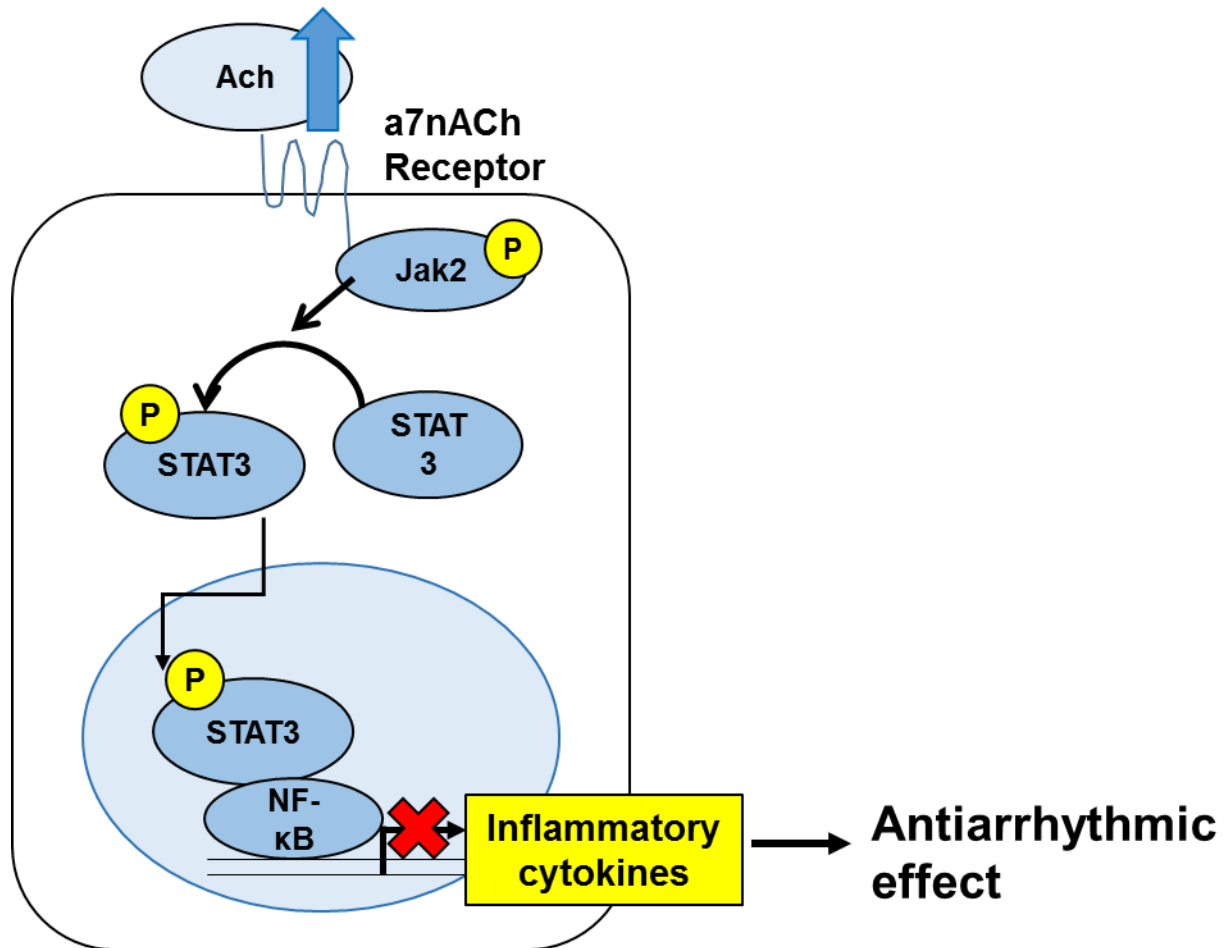 Ach
a7nACh
Receptor
Jak2
P
P
STAT3
STAT
3
P
STAT3
NF-
κB
Inflammatory
cytokines
Antiarrhythmic
effect